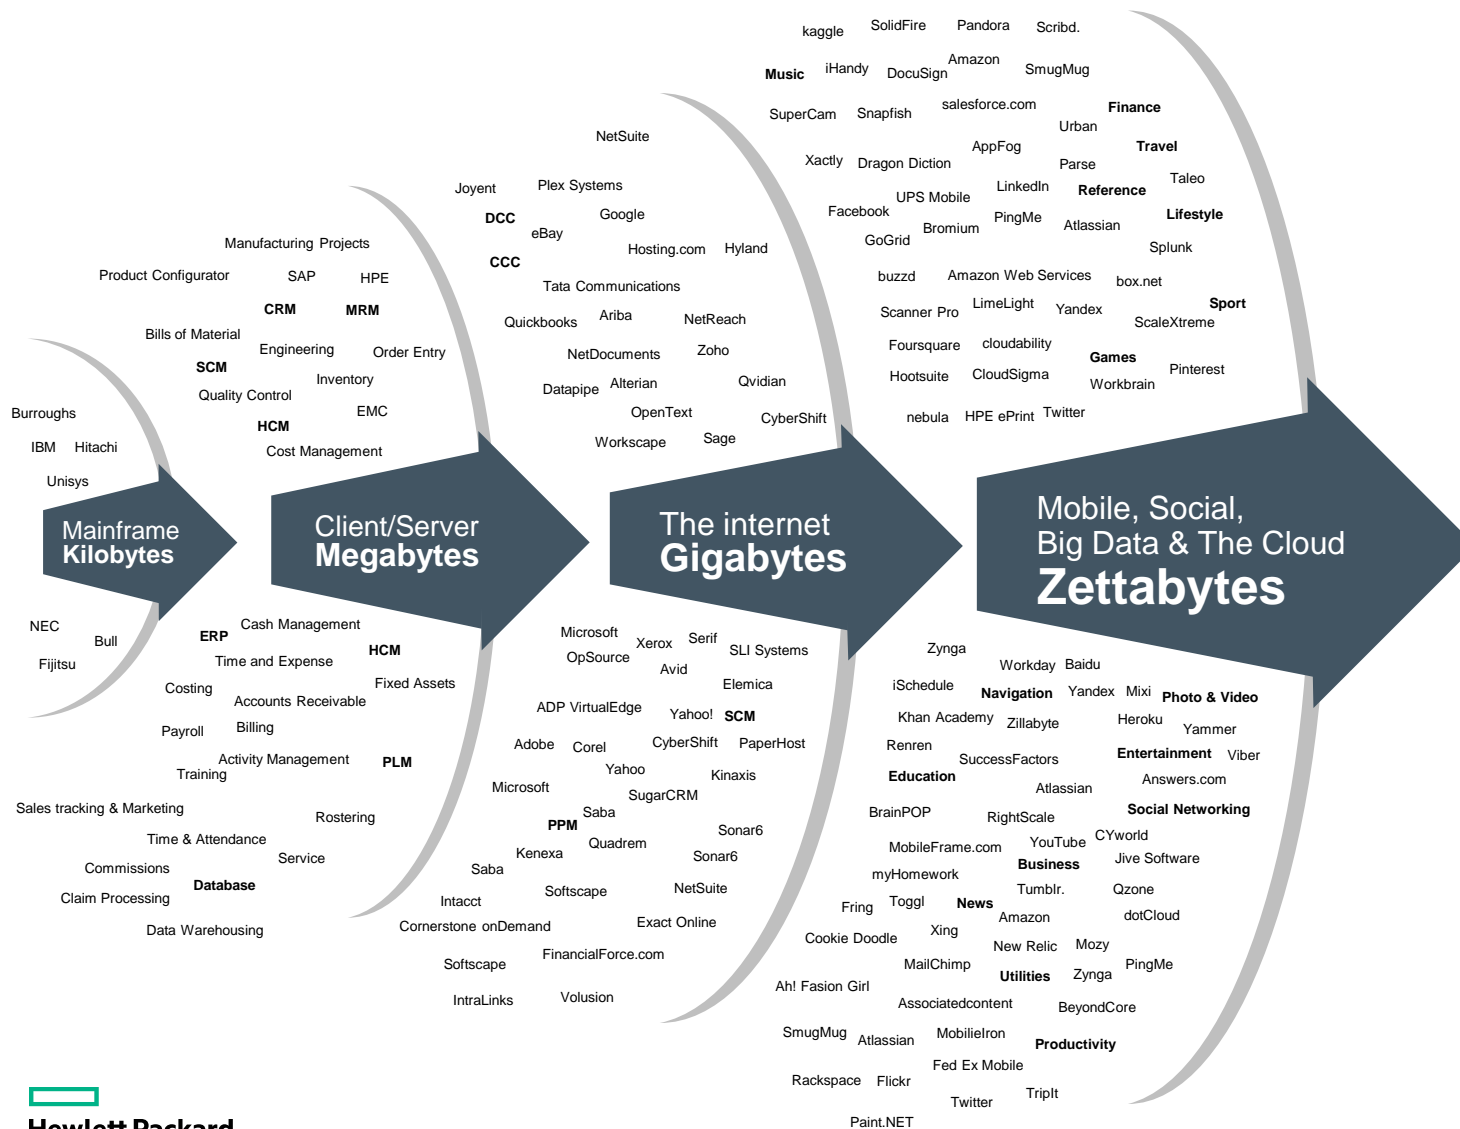 Burroughs
IBM Hitachi
Unisys
Mainframe
Kilobytes
NEC
Bull
Fijitsu
Manufacturing Projects
Product Configurator SAP HPE
CRM MRM
Bills of Material
Engineering Order Entry
SCM
Inventory
Quality Control
EMC
HCM
Cost Management
Client/Server
Megabytes
Cash Management
ERP
HCM
Time and Expense
Fixed Assets
Costing
Accounts Receivable
Payroll Billing
Activity Management PLM
Training
Sales tracking & Marketing
Rostering
Time & Attendance
Service
Commissions
Database
Claim Processing
Data Warehousing
NetSuite
Joyent Plex Systems
DCC Google
eBay
Hosting.com Hyland
CCC
Tata Communications
Quickbooks Ariba NetReach
NetDocuments Zoho
Datapipe Alterian Qvidian
OpenText CyberShift
Workscape Sage
The internet
Gigabytes
Microsoft Xerox Serif
SLI Systems
OpSource
Avid
Elemica
ADP VirtualEdge Yahoo! SCM
Adobe Corel CyberShift PaperHost
Yahoo Kinaxis
Microsoft SugarCRM
Saba
PPM Sonar6
Quadrem
Kenexa Sonar6
Saba
Softscape NetSuite
Intacct
Cornerstone onDemand Exact Online
FinancialForce.com
Softscape
IntraLinks Volusion
kaggle SolidFire Pandora Scribd.
Amazon
Music iHandy DocuSign SmugMug
SuperCam Snapfish salesforce.com Finance
Urban
AppFog Travel
Xactly Dragon Diction Parse
Taleo
UPS Mobile LinkedIn Reference
Facebook PingMe Lifestyle
Bromium Atlassian
GoGrid Splunk
buzzd Amazon Web Services box.net
Scanner Pro LimeLight Yandex Sport
ScaleXtreme
Foursquare cloudability
Games
Hootsuite CloudSigma Pinterest
Workbrain
nebula HPE ePrint Twitter
Mobile, Social,
Big Data & The Cloud
Zettabytes
Zynga
Workday Baidu
iSchedule Navigation Yandex Mixi Photo & Video
Khan Academy Zillabyte Heroku
Yammer
Renren SuccessFactors Entertainment Viber
Education Answers.com
Atlassian
BrainPOP RightScale Social Networking
MobileFrame.com YouTube CYworld
Business Jive Software
myHomework
Tumblr. Qzone
Fring Toggl News
Amazon dotCloud
Cookie Doodle Xing
New Relic Mozy
MailChimp PingMe
Utilities Zynga
Ah! Fasion Girl
Associatedcontent BeyondCore
SmugMug Atlassian MobilieIron
Productivity
Fed Ex Mobile
Rackspace Flickr
Twitter TripIt
Paint.NET
Hewlett Packard